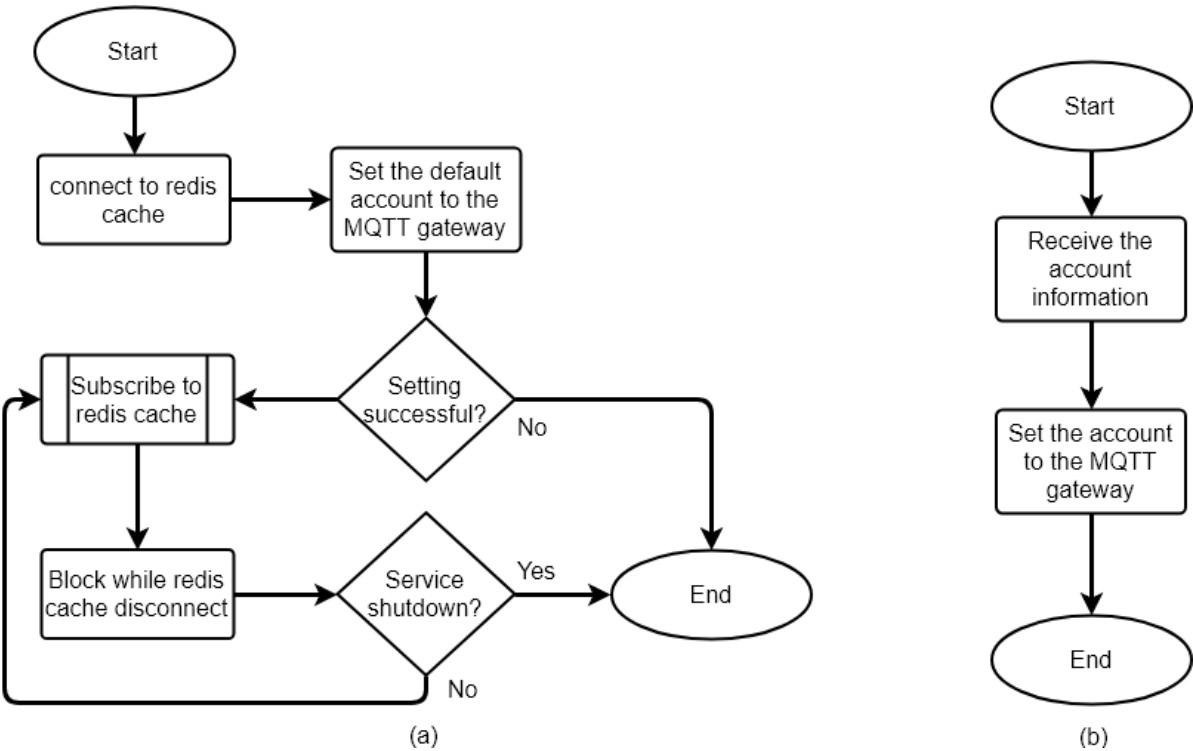 Start
connect to redis
cache
Set the default
account to the
MQTT gateway
Setting
successful?
No
Subscribe to
redis cache
Block while redis
cache disconnect
Service
shutdown?
Yes
No
End
(a)
Start
Receive the
account
information
Set the account
to the MQTT
gateway
End
(b)